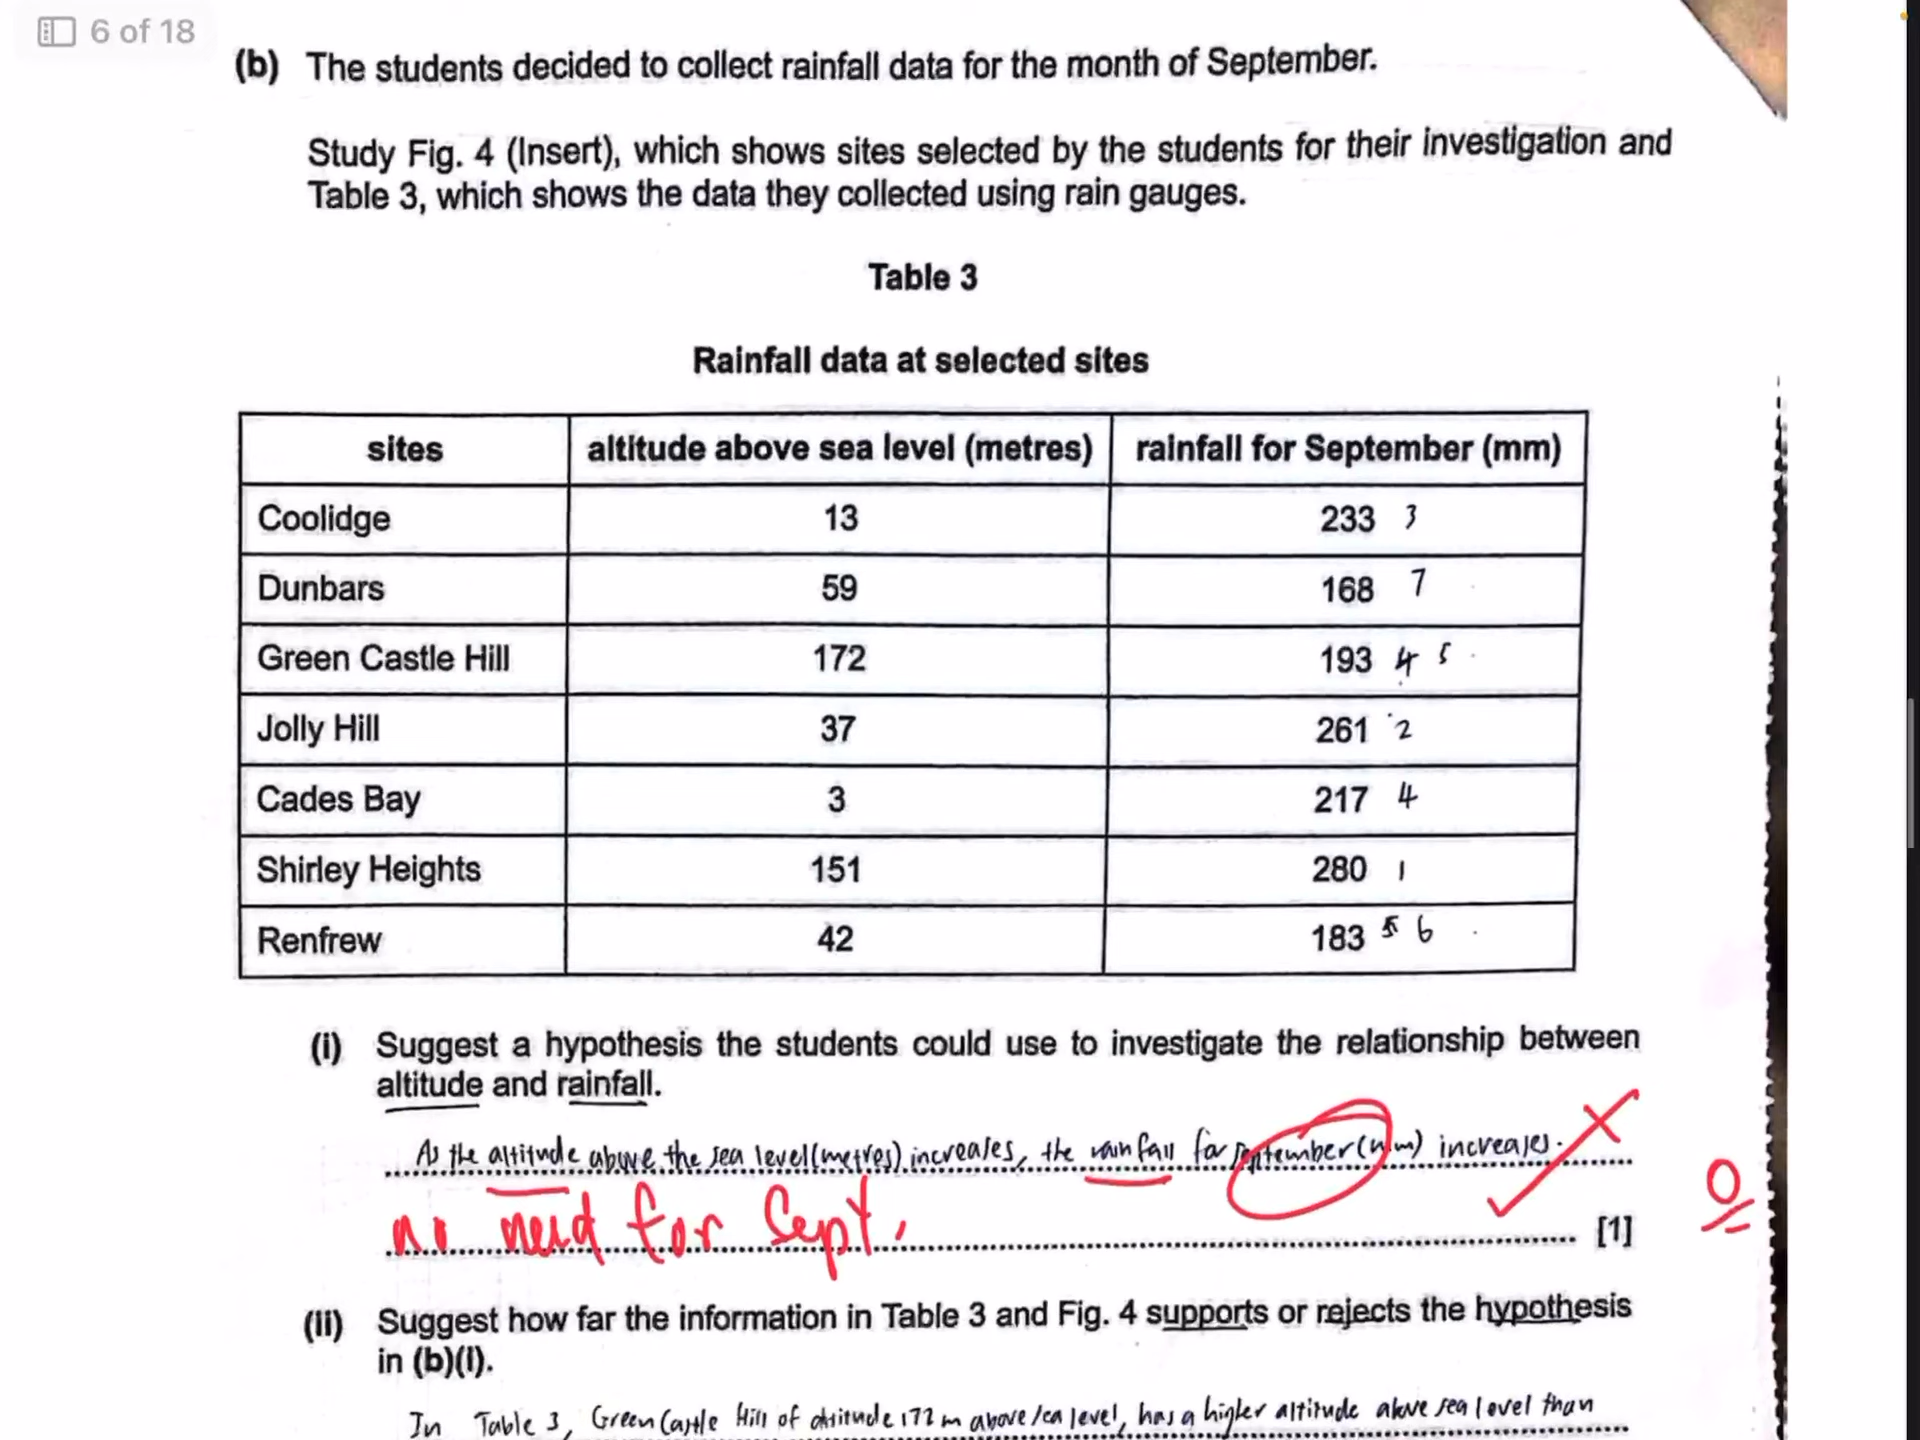 6 of 18
(b) The students decided to collect rainfall data for the month of September.
Study Fig. 4 (Insert), which shows sites selected by the students for their investigation and
Table 3, which shows the data they collected using rain gauges.
Table 3
Rainfall data at selected sites
sites altitude above sea level (metres) rainfall for September (mm)
Coolidge 13 233 3
Dunbars 59 168 7
Green Castle Hill 172 193 4 5
Jolly Hill 37 261 2
Cades Bay 3 217 4
Shirley Heights 151 280 1
Renfrew 42 183 5 6
(i) Suggest a hypothesis the students could use to investigate the relationship between
altitude and rainfall.
As the altitude above the sea level (metres) increases, the rainfall for September (mm) increases.
no need for Sept. [1]
0
(ii) Suggest how far the information in Table 3 and Fig. 4 supports or rejects the hypothesis
in (b)(i).
In Table 3, Green Castle Hill of altitude 172 m above sea level, has a higher altitude above sea level than